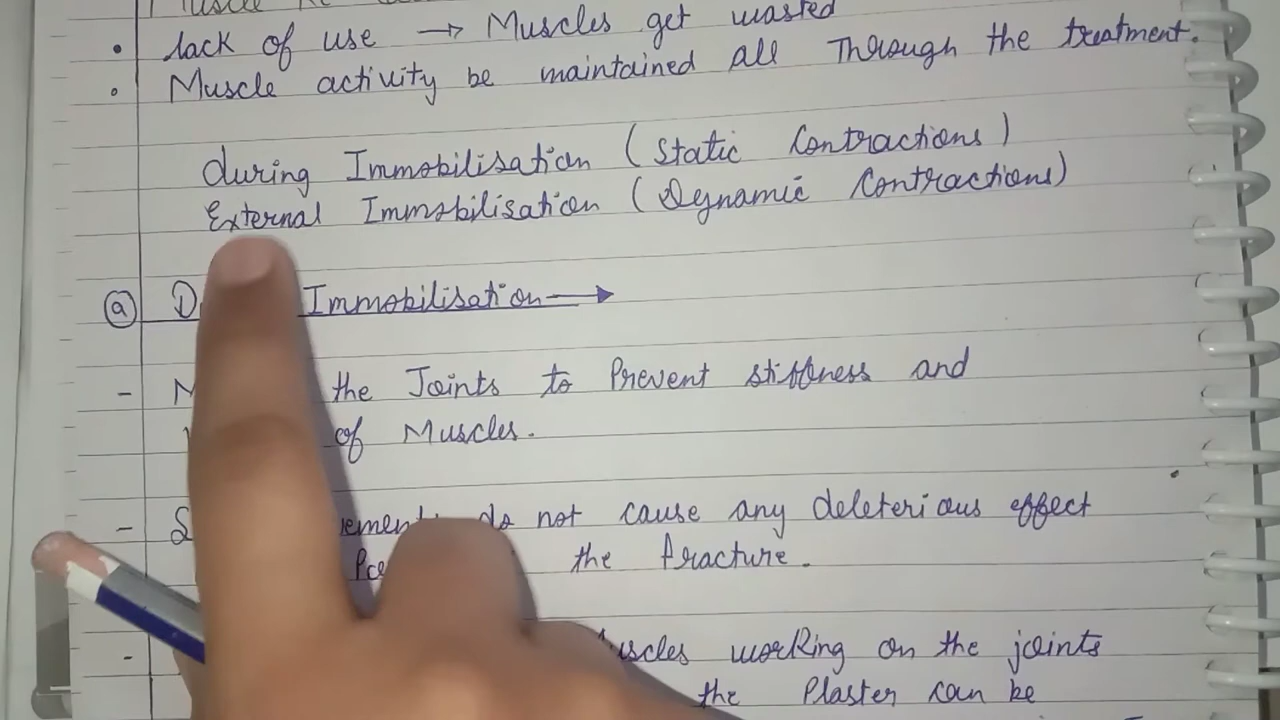 Muscle
lack of use → Muscles get wasted
Muscle activity be maintained all Through the treatment.
during Immobilisation (Static Contractions)
External Immobilisation (Dynamic Contractions)
(a) Immobilisation →
- the Joints to Prevent stiffness and
of Muscles.
- do not cause any deleterious effect
the fracture.
- Muscles working on the joints
the Plaster can be